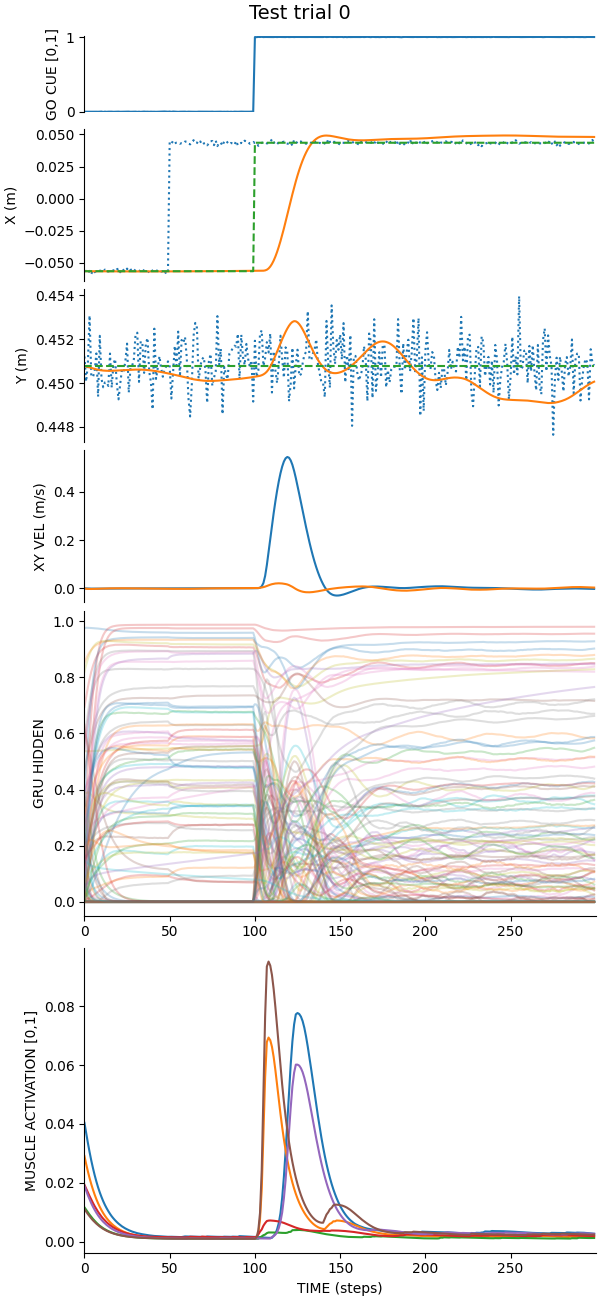 Test trial 0
GO CUE [0,1]
1
0
X (m)
0.050
0.025
0.000
−0.025
−0.050
Y (m)
0.454
0.452
0.450
0.448
XY VEL (m/s)
0.4
0.2
0.0
GRU HIDDEN
1.0
0.8
0.6
0.4
0.2
0.0
0 50 100 150 200 250
MUSCLE ACTIVATION [0,1]
0.08
0.06
0.04
0.02
0.00
0 50 100 150 200 250
TIME (steps)